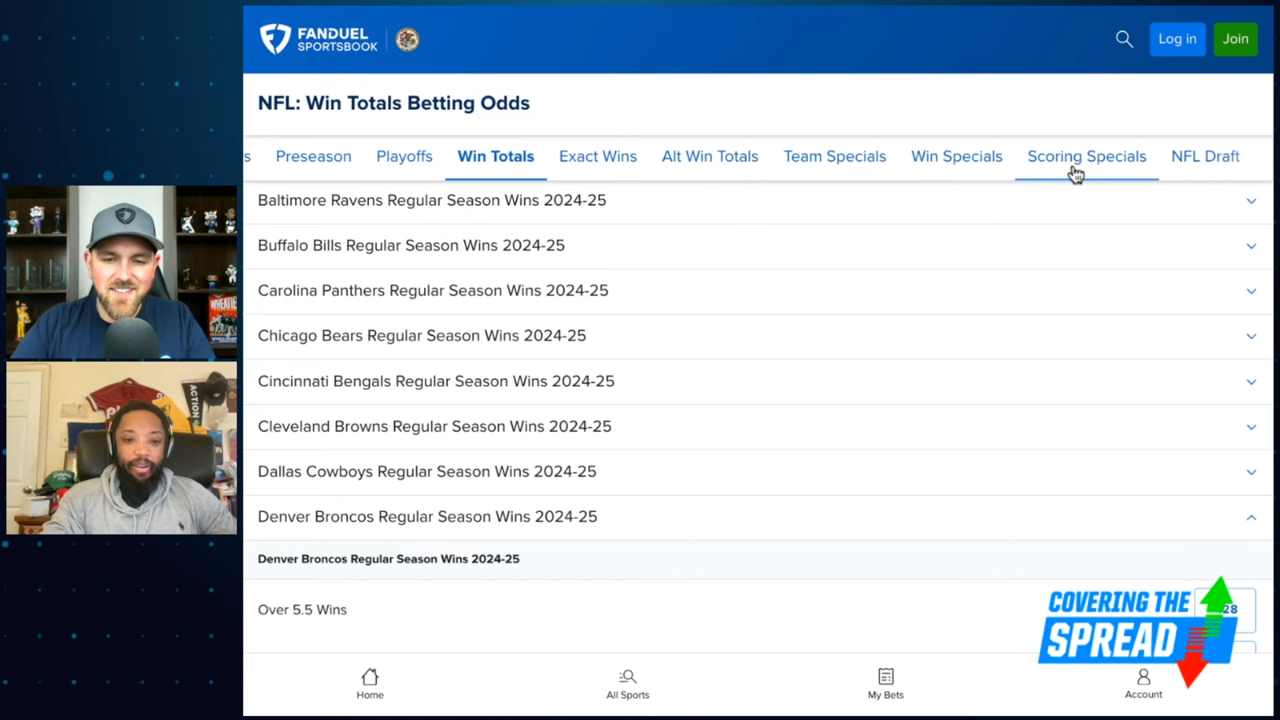 FANDUEL
SPORTSBOOK
Log in
Join
NFL: Win Totals Betting Odds
s
Preseason
Playoffs
Win Totals
Exact Wins
Alt Win Totals
Team Specials
Win Specials
Scoring Specials
NFL Draft
Baltimore Ravens Regular Season Wins 2024-25
Buffalo Bills Regular Season Wins 2024-25
Carolina Panthers Regular Season Wins 2024-25
Chicago Bears Regular Season Wins 2024-25
Cincinnati Bengals Regular Season Wins 2024-25
Cleveland Browns Regular Season Wins 2024-25
Dallas Cowboys Regular Season Wins 2024-25
Denver Broncos Regular Season Wins 2024-25
Denver Broncos Regular Season Wins 2024-25
Over 5.5 Wins
28
COVERING THE
SPREAD
Home
All Sports
My Bets
Account
WHEATIES
ACTION